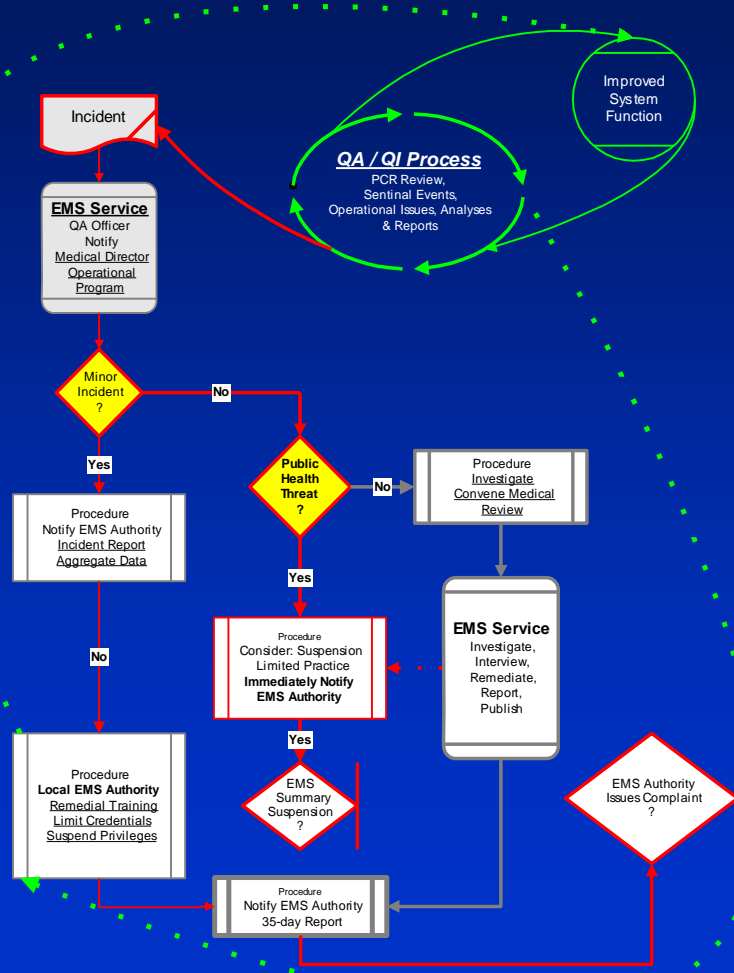 Improved
System
Function
Incident
QA / QI Process
PCR Review,
Sentinal Events,
Operational Issues, Analyses
& Reports
EMS Service
QA Officer
Notify
Medical Director
Operational
Program
Minor
Incident
?
No
Yes
Public
Health
Threat
?
No
Procedure
Investigate
Convene Medical
Review
Procedure
Notify EMS Authority
Incident Report
Aggregate Data
Yes
No
Procedure
Consider: Suspension
Limited Practice
Immediately Notify
EMS Authority
EMS Service
Investigate,
Interview,
Remediate,
Report,
Publish
Yes
Procedure
Local EMS Authority
Remedial Training
Limit Credentials
Suspend Privileges
EMS
Summary
Suspension
?
EMS Authority
Issues Complaint
?
Procedure
Notify EMS Authority
35-day Report